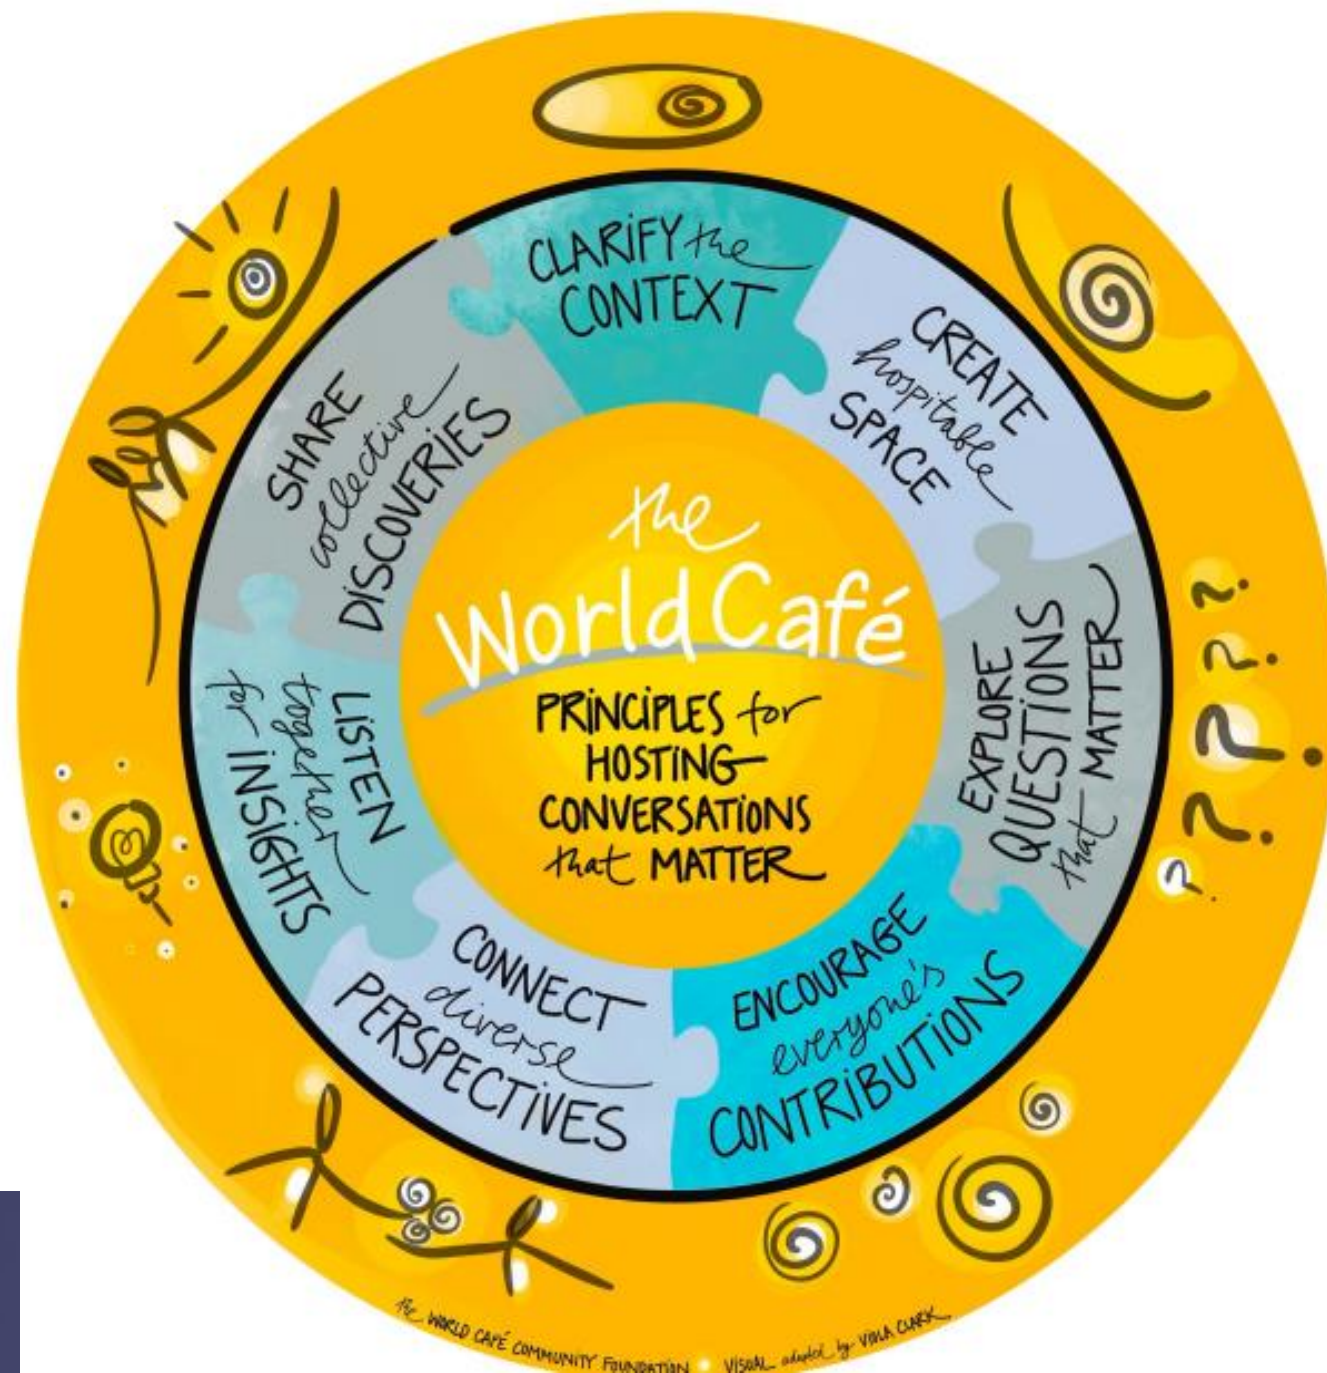 the
World Café
PRINCIPLES for
HOSTING
CONVERSATIONS
that MATTER
CLARIFY the
CONTEXT
CREATE
hospitable
SPACE
EXPLORE
QUESTIONS
that MATTER
ENCOURAGE
everyone's
CONTRIBUTIONS
CONNECT
diverse
PERSPECTIVES
LISTEN
together
for INSIGHTS
SHARE
collective
DISCOVERIES
? ? ? ? ?
the WORLD CAFÉ COMMUNITY FOUNDATION • VISUAL adapted by VIOLA CLARK